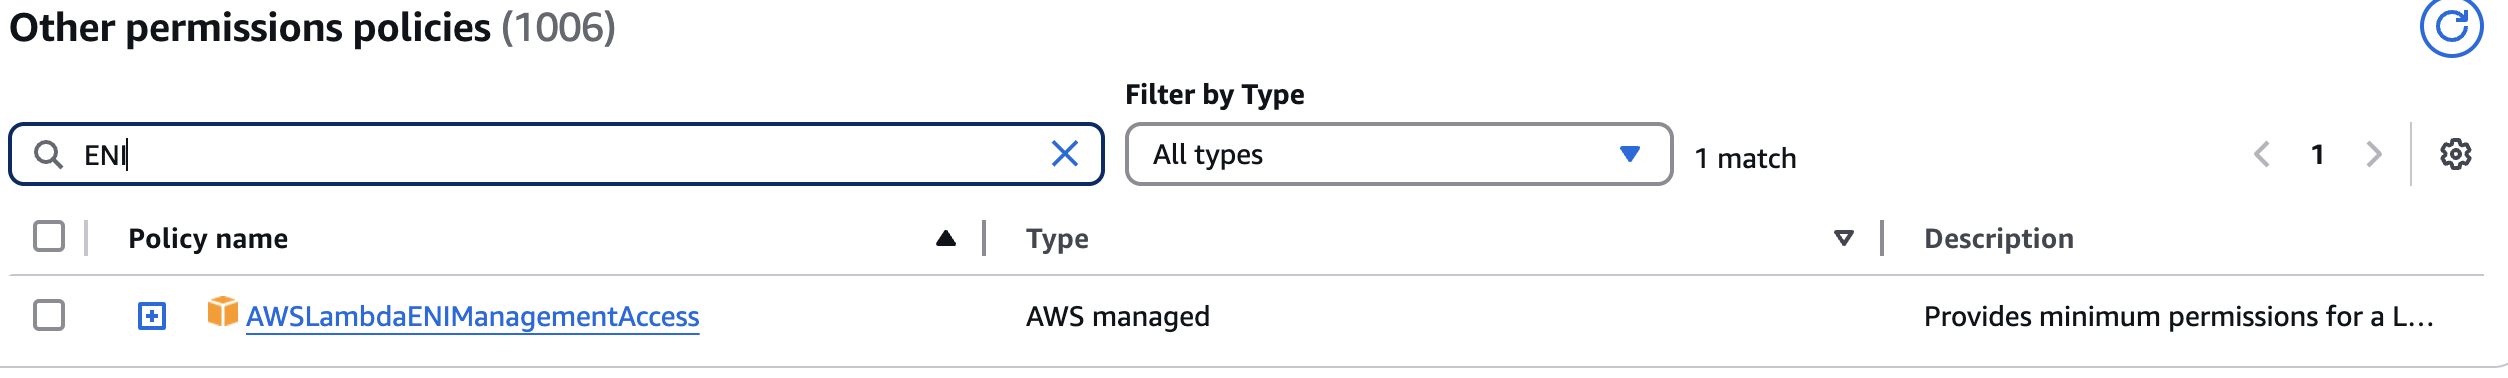 Other permissions policies (1006)
Filter by Type
ENI
All types
1 match
1
Policy name
Type
Description
AWSLambdaENIManagementAccess
AWS managed
Provides minimum permissions for a L...